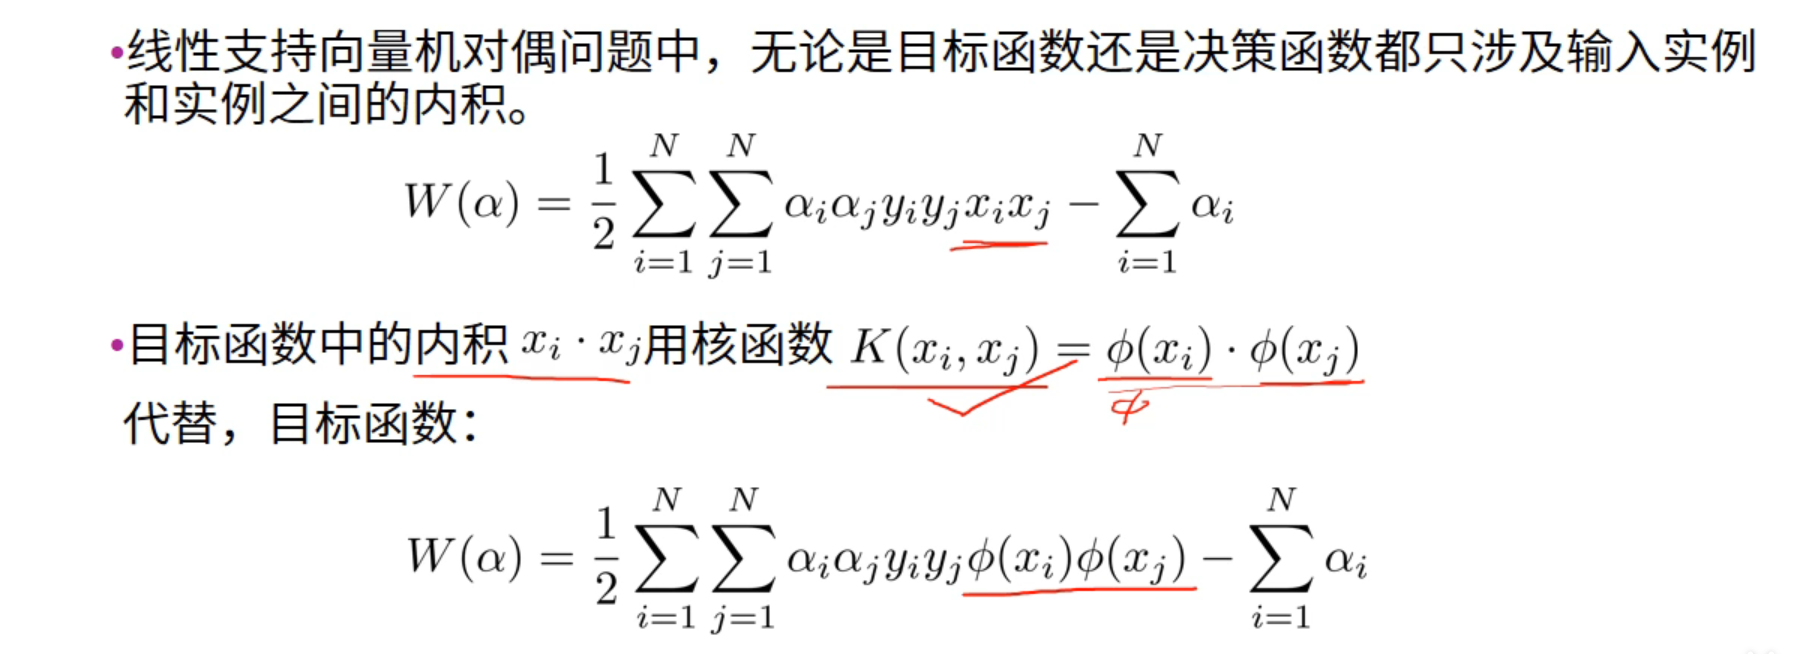 •线性支持向量机对偶问题中，无论是目标函数还是决策函数都只涉及输入实例
和实例之间的内积。
$W(\alpha) = \frac{1}{2}\sum_{i=1}^{N}\sum_{j=1}^{N}\alpha_i\alpha_j y_i y_j x_i x_j - \sum_{i=1}^{N}\alpha_i$
•目标函数中的内积 $x_i \cdot x_j$用核函数 $K(x_i, x_j) = \phi(x_i) \cdot \phi(x_j)$
$\phi$
代替，目标函数：
$W(\alpha) = \frac{1}{2}\sum_{i=1}^{N}\sum_{j=1}^{N}\alpha_i\alpha_j y_i y_j \phi(x_i)\phi(x_j) - \sum_{i=1}^{N}\alpha_i$